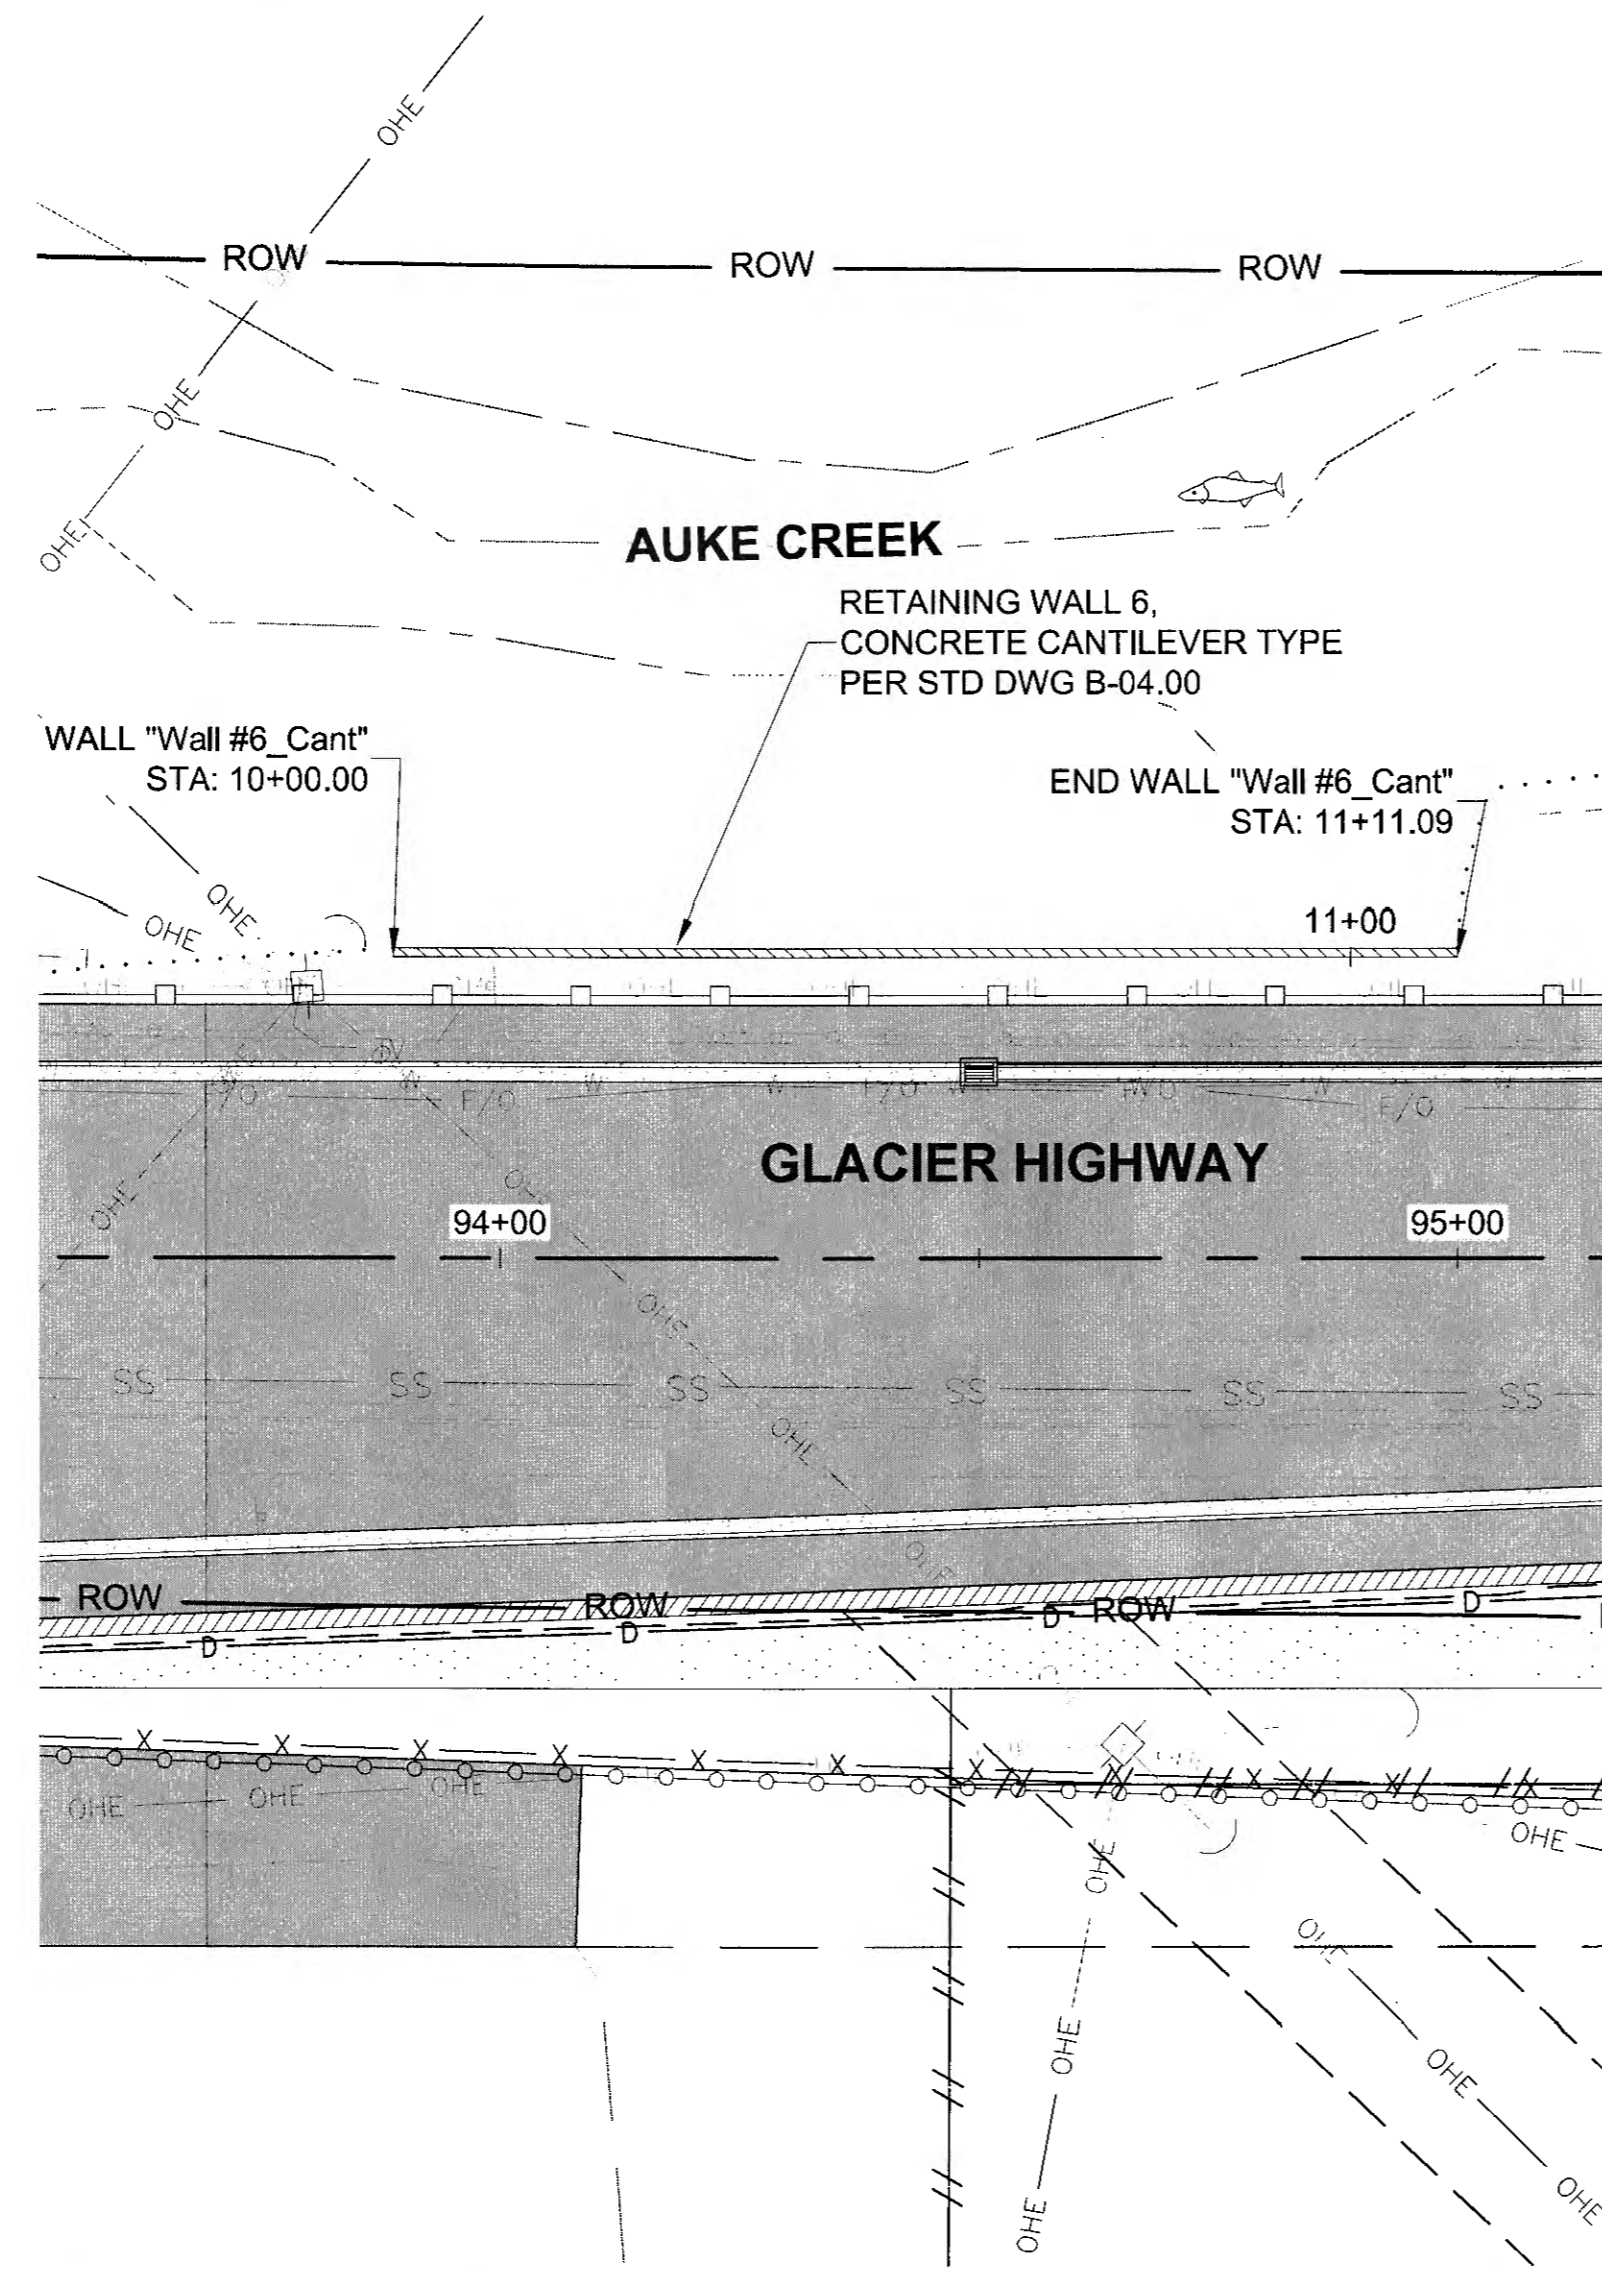 OHE
ROW ROW ROW
OHE
OHE
AUKE CREEK
RETAINING WALL 6,
CONCRETE CANTILEVER TYPE
PER STD DWG B-04.00
WALL "Wall #6_Cant"
STA: 10+00.00
END WALL "Wall #6_Cant"
STA: 11+11.09
OHE
OHE
11+00
W W W W W W
F/O F/O F/O
GLACIER HIGHWAY
OHE
94+00 95+00
OHE
SS SS SS SS SS SS
OHE
OHE
ROW ROW ROW
D D D D
X X X X X X X X X X X
OHE OHE OHE
OHE
OHE
OHE
OHE
OHE
OHE
OHE